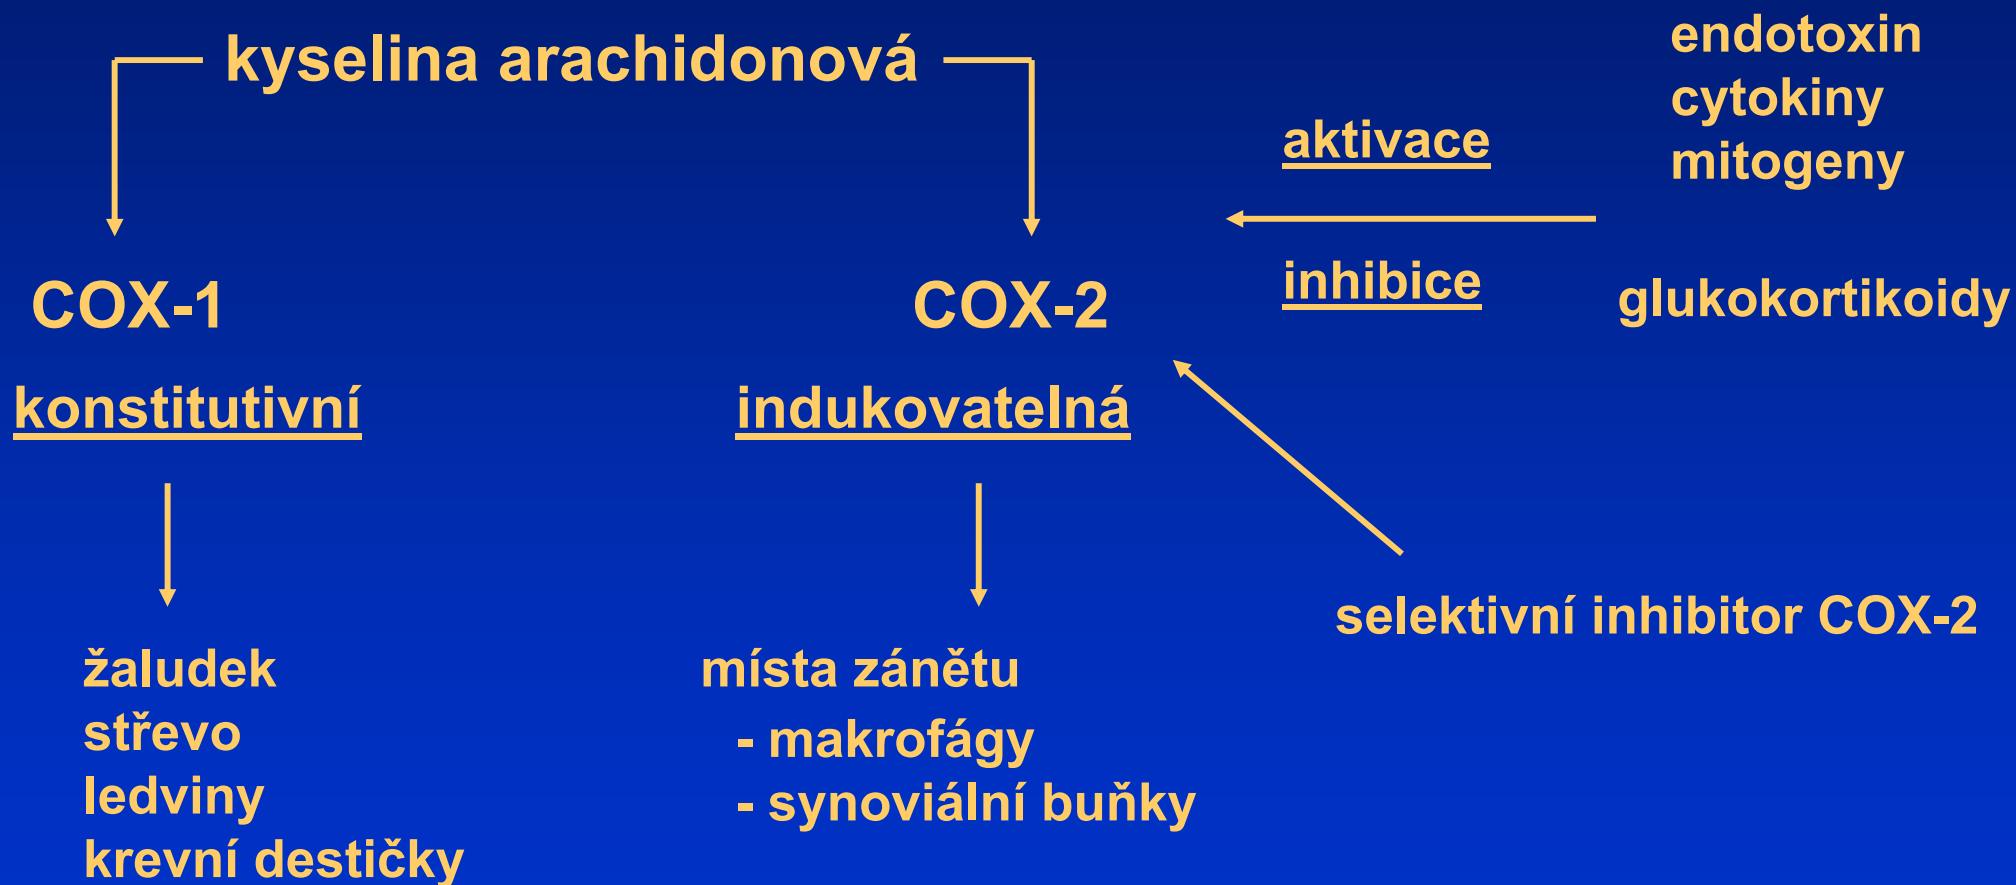 kyselina arachidonová
endotoxin
cytokiny
mitogeny
aktivace
inhibice
glukokortikoidy
COX-1
COX-2
konstitutivní
indukovatelná
selektivní inhibitor COX-2
žaludek
střevo
ledviny
krevní destičky
místa zánětu
- makrofágy
- synoviální buňky